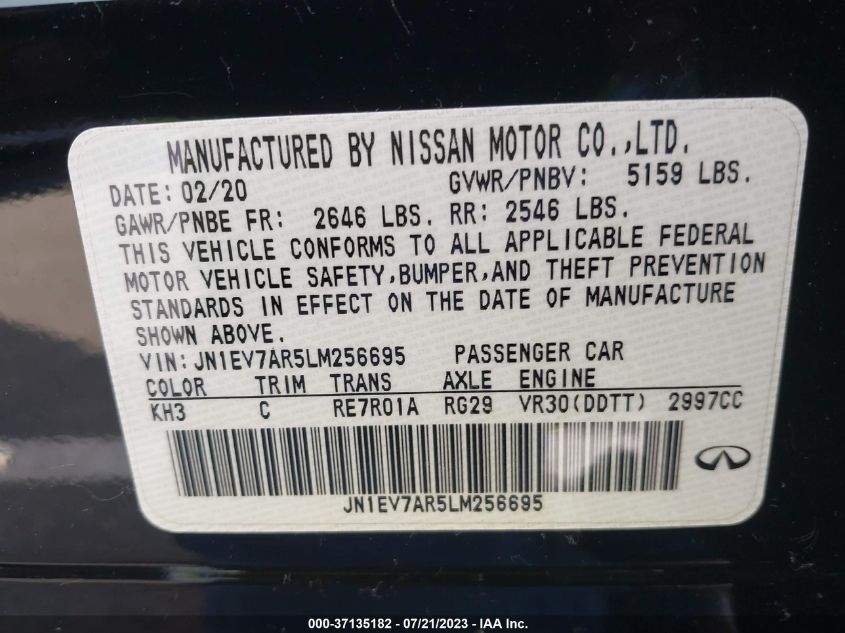 MANUFACTURED BY NISSAN MOTOR CO.,LTD.
DATE: 02/20 GVWR/PNBV: 5159 LBS.
GAWR/PNBE FR: 2646 LBS. RR: 2546 LBS.
THIS VEHICLE CONFORMS TO ALL APPLICABLE FEDERAL
MOTOR VEHICLE SAFETY,BUMPER,AND THEFT PREVENTION
STANDARDS IN EFFECT ON THE DATE OF MANUFACTURE
SHOWN ABOVE.
VIN:JN1EV7AR5LM256695 PASSENGER CAR
COLOR TRIM TRANS AXLE ENGINE
KH3 C RE7R01A RG29 VR30(DDTT) 2997CC
JN1EV7AR5LM256695
000-37135182 - 07/21/2023 - IAA Inc.